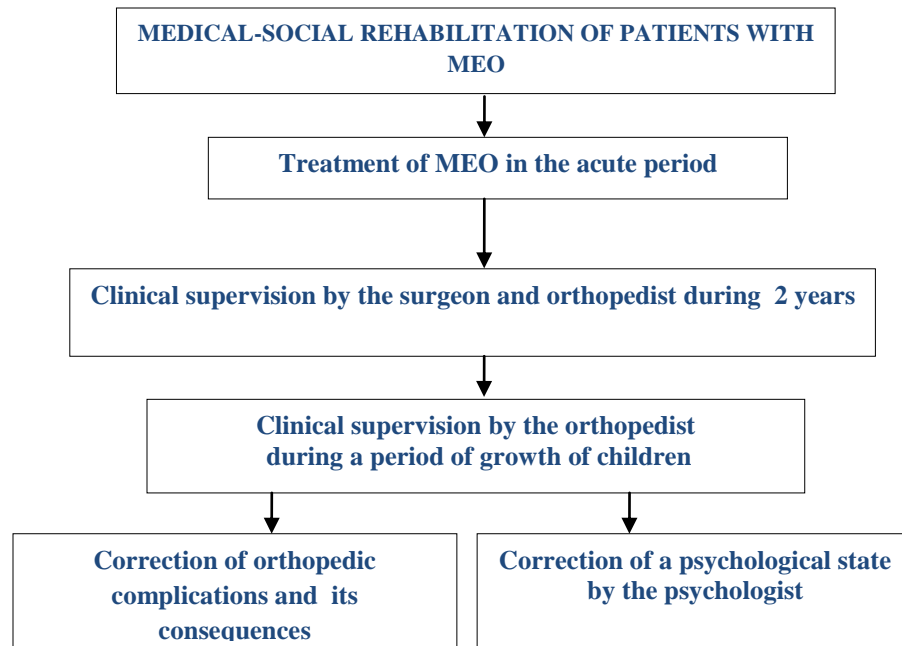 MEDICAL-SOCIAL REHABILITATION OF PATIENTS WITH
MEO
Treatment of MEO in the acute period
Clinical supervision by the surgeon and orthopedist during 2 years
Clinical supervision by the orthopedist
during a period of growth of children
Correction of orthopedic
complications and its
consequences
Correction of a psychological state
by the psychologist